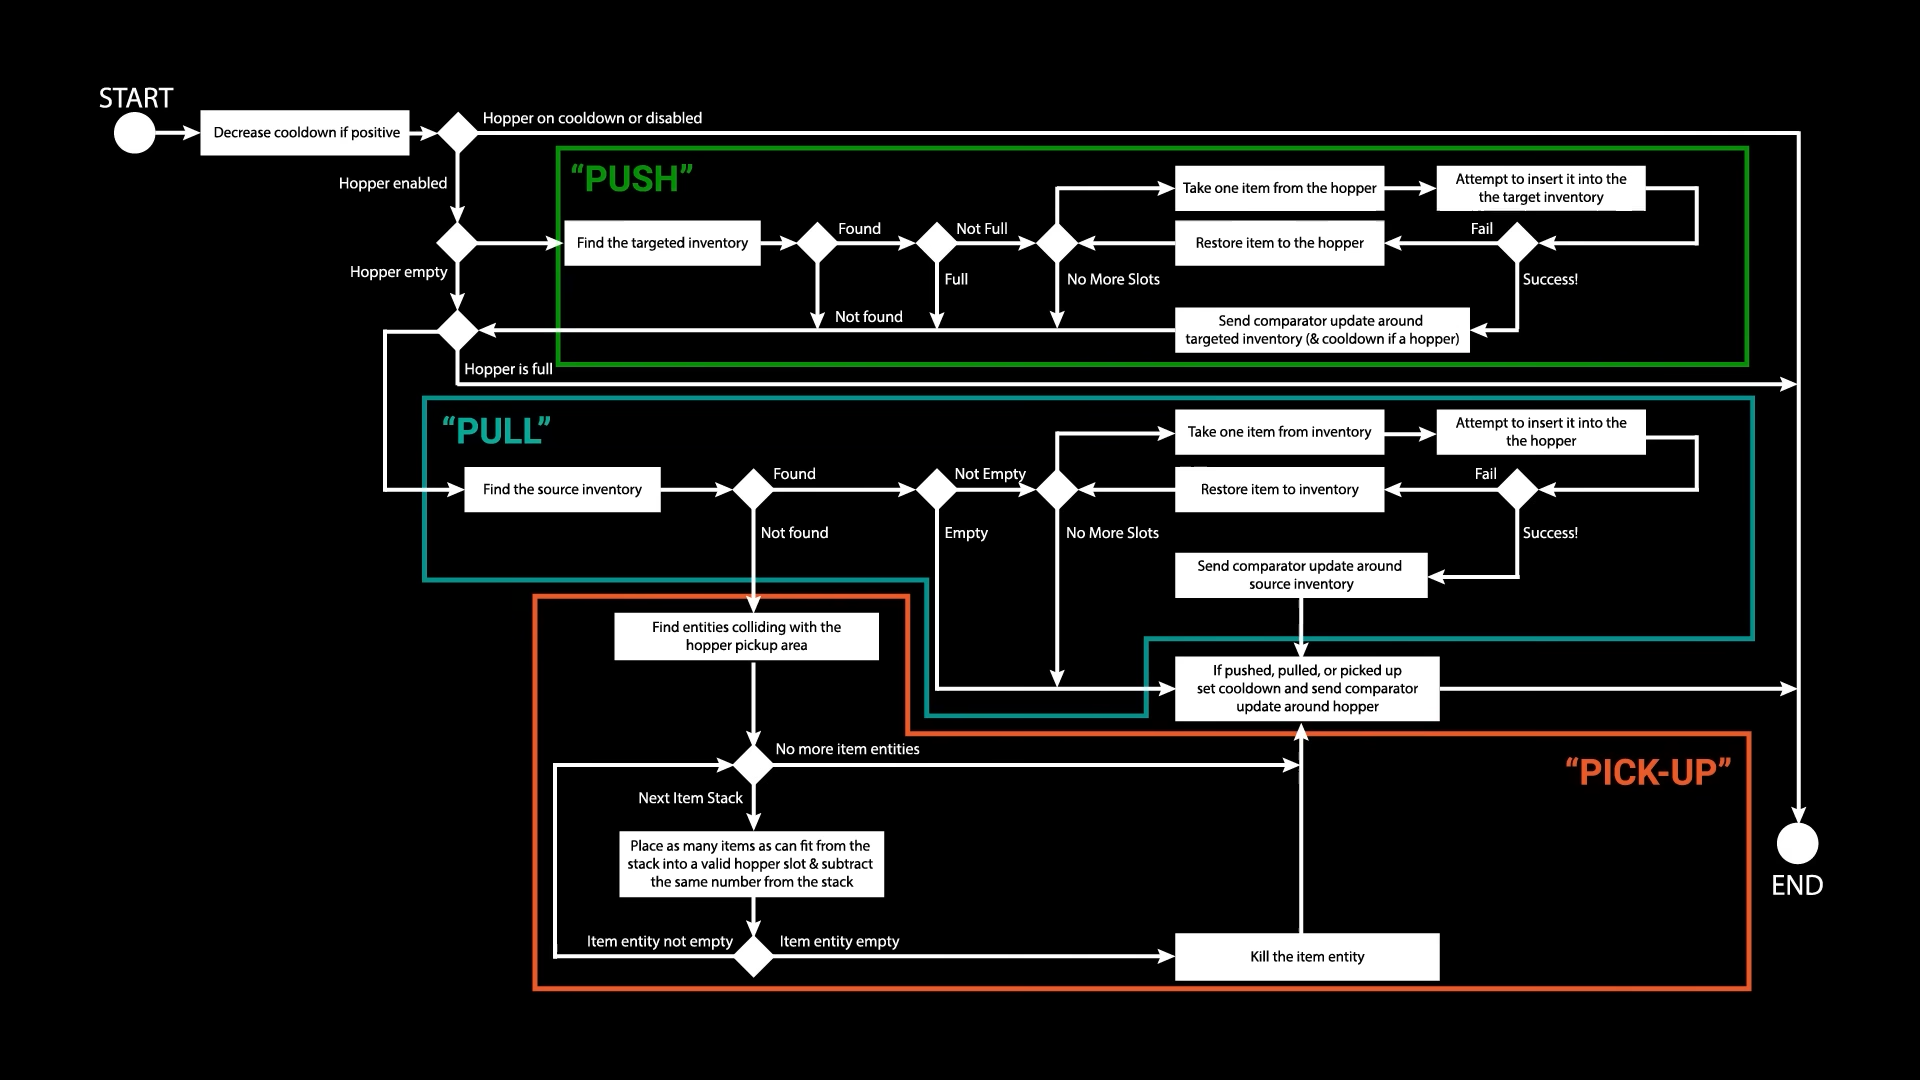 START
Decrease cooldown if positive
Hopper on cooldown or disabled
Hopper enabled
Hopper empty
Hopper is full
“PUSH”
Find the targeted inventory
Found
Not found
Not Full
Full
No More Slots
Take one item from the hopper
Attempt to insert it into the
the target inventory
Restore item to the hopper
Fail
Success!
Send comparator update around
targeted inventory (& cooldown if a hopper)
“PULL”
Find the source inventory
Found
Not found
Not Empty
Empty
No More Slots
Take one item from inventory
Attempt to insert it into the
the hopper
Restore item to inventory
Fail
Success!
Send comparator update around
source inventory
If pushed, pulled, or picked up
set cooldown and send comparator
update around hopper
“PICK-UP”
Find entities colliding with the
hopper pickup area
No more item entities
Next Item Stack
Place as many items as can fit from the
stack into a valid hopper slot & subtract
the same number from the stack
Item entity not empty
Item entity empty
Kill the item entity
END